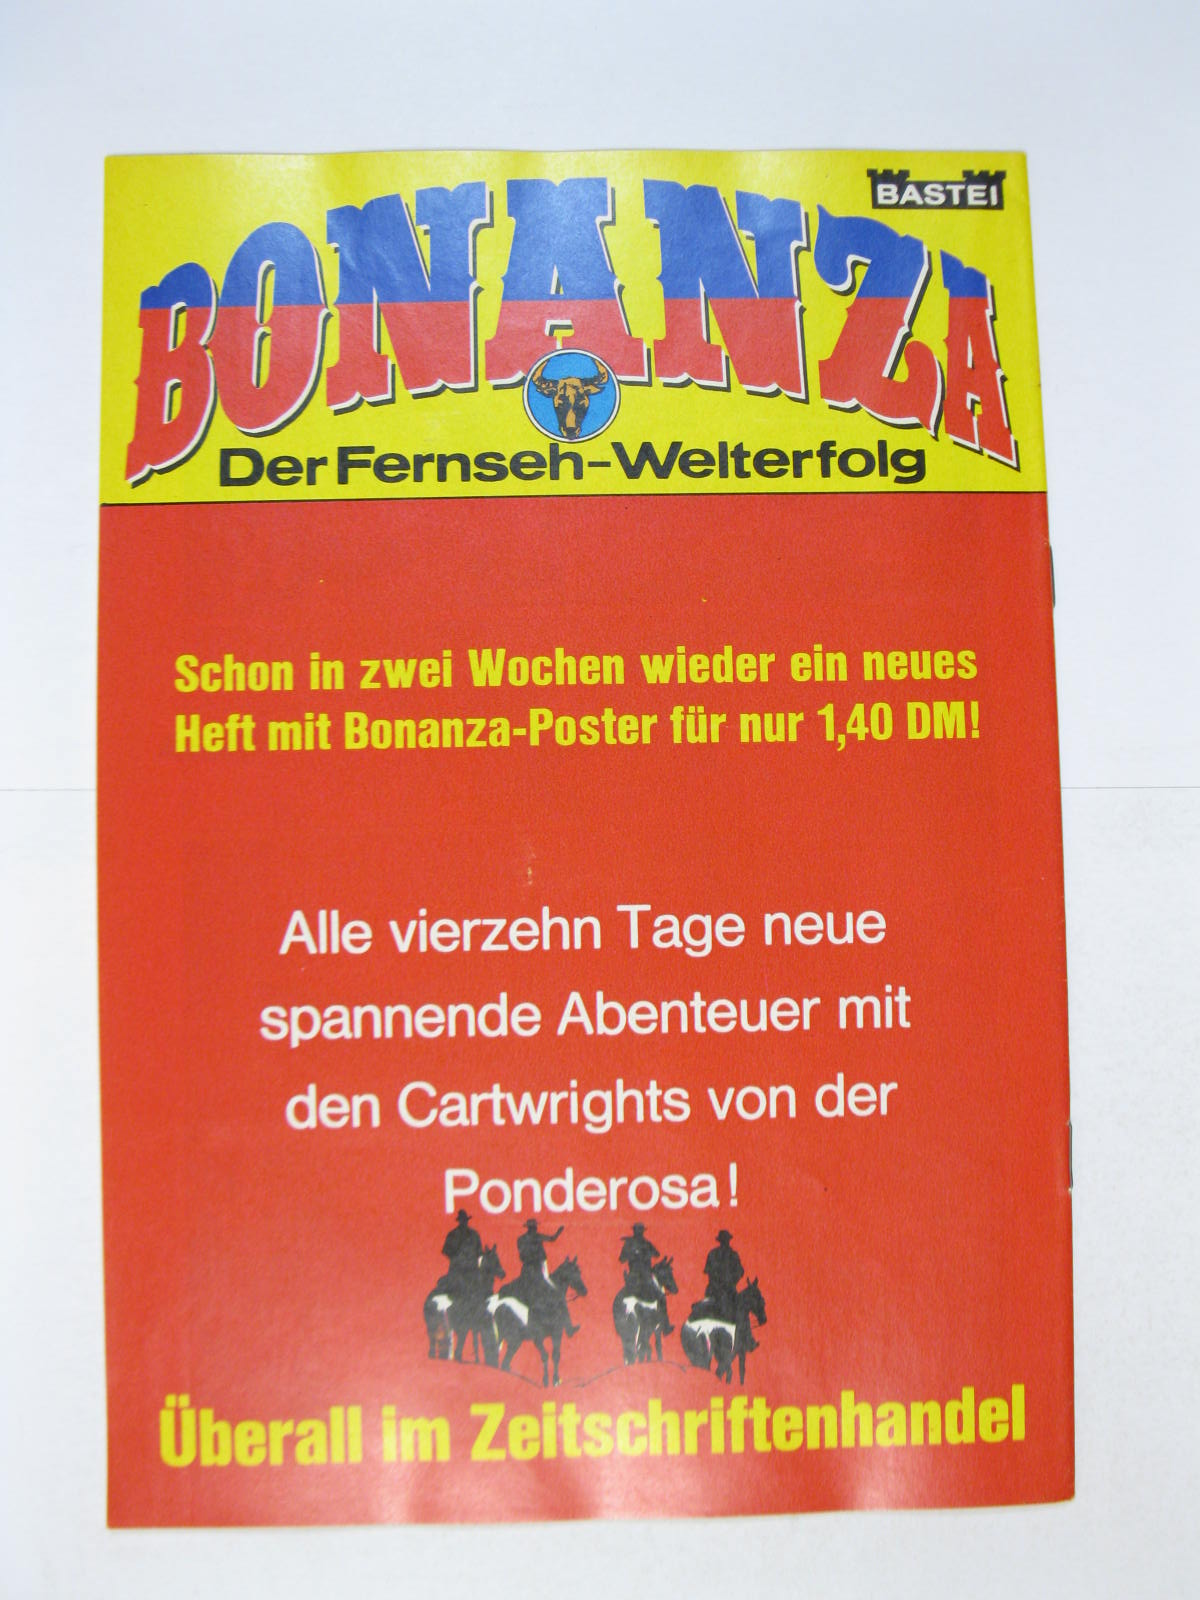 BASTEI
BONANZA
Der Fernseh-Welterfolg
Schon in zwei Wochen wieder ein neues
Heft mit Bonanza-Poster für nur 1,40 DM!
Alle vierzehn Tage neue
spannende Abenteuer mit
den Cartwrights von der
Ponderosa!
Überall im Zeitschriftenhandel